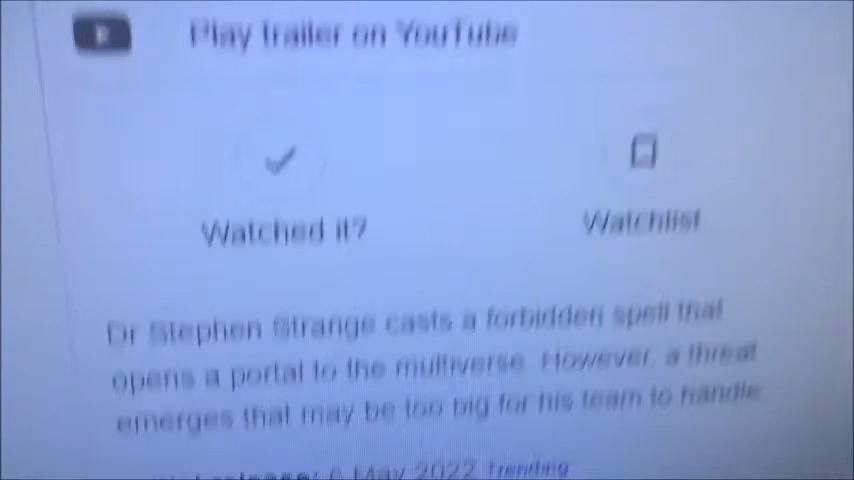 Play trailer on YouTube
Watched it?
Watchlist
Dr Stephen Strange casts a forbidden spell that
opens a portal to the multiverse. However, a threat
emerges that may be too big for his team to handle.
release: 6 May 2022 Trending